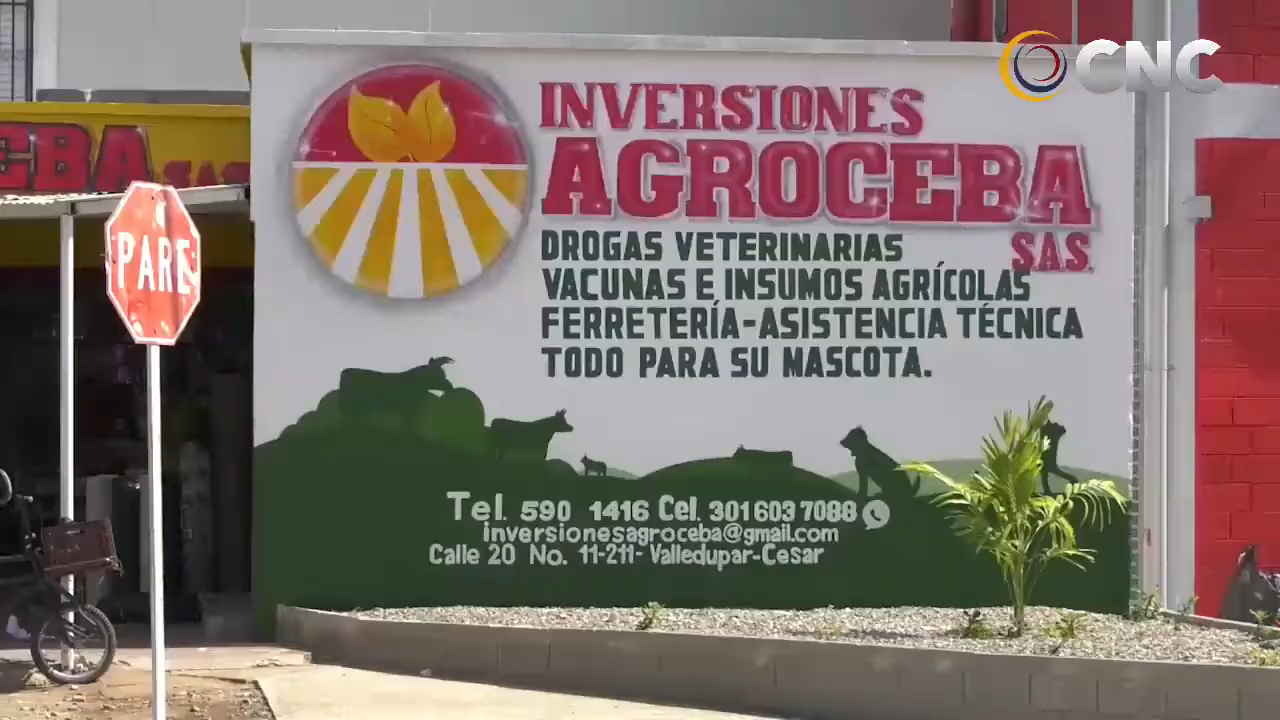 CNC
INVERSIONES
AGROCEBA
S.A.S.
DROGAS VETERINARIAS
VACUNAS E INSUMOS AGRÍCOLAS
FERRETERÍA-ASISTENCIA TÉCNICA
TODO PARA SU MASCOTA.
Tel. 590 1416 Cel. 301 603 7088
inversionesagroceba@gmail.com
Calle 20 No. 11-211- Valledupar-Cesar
CEBA SAS
PARE